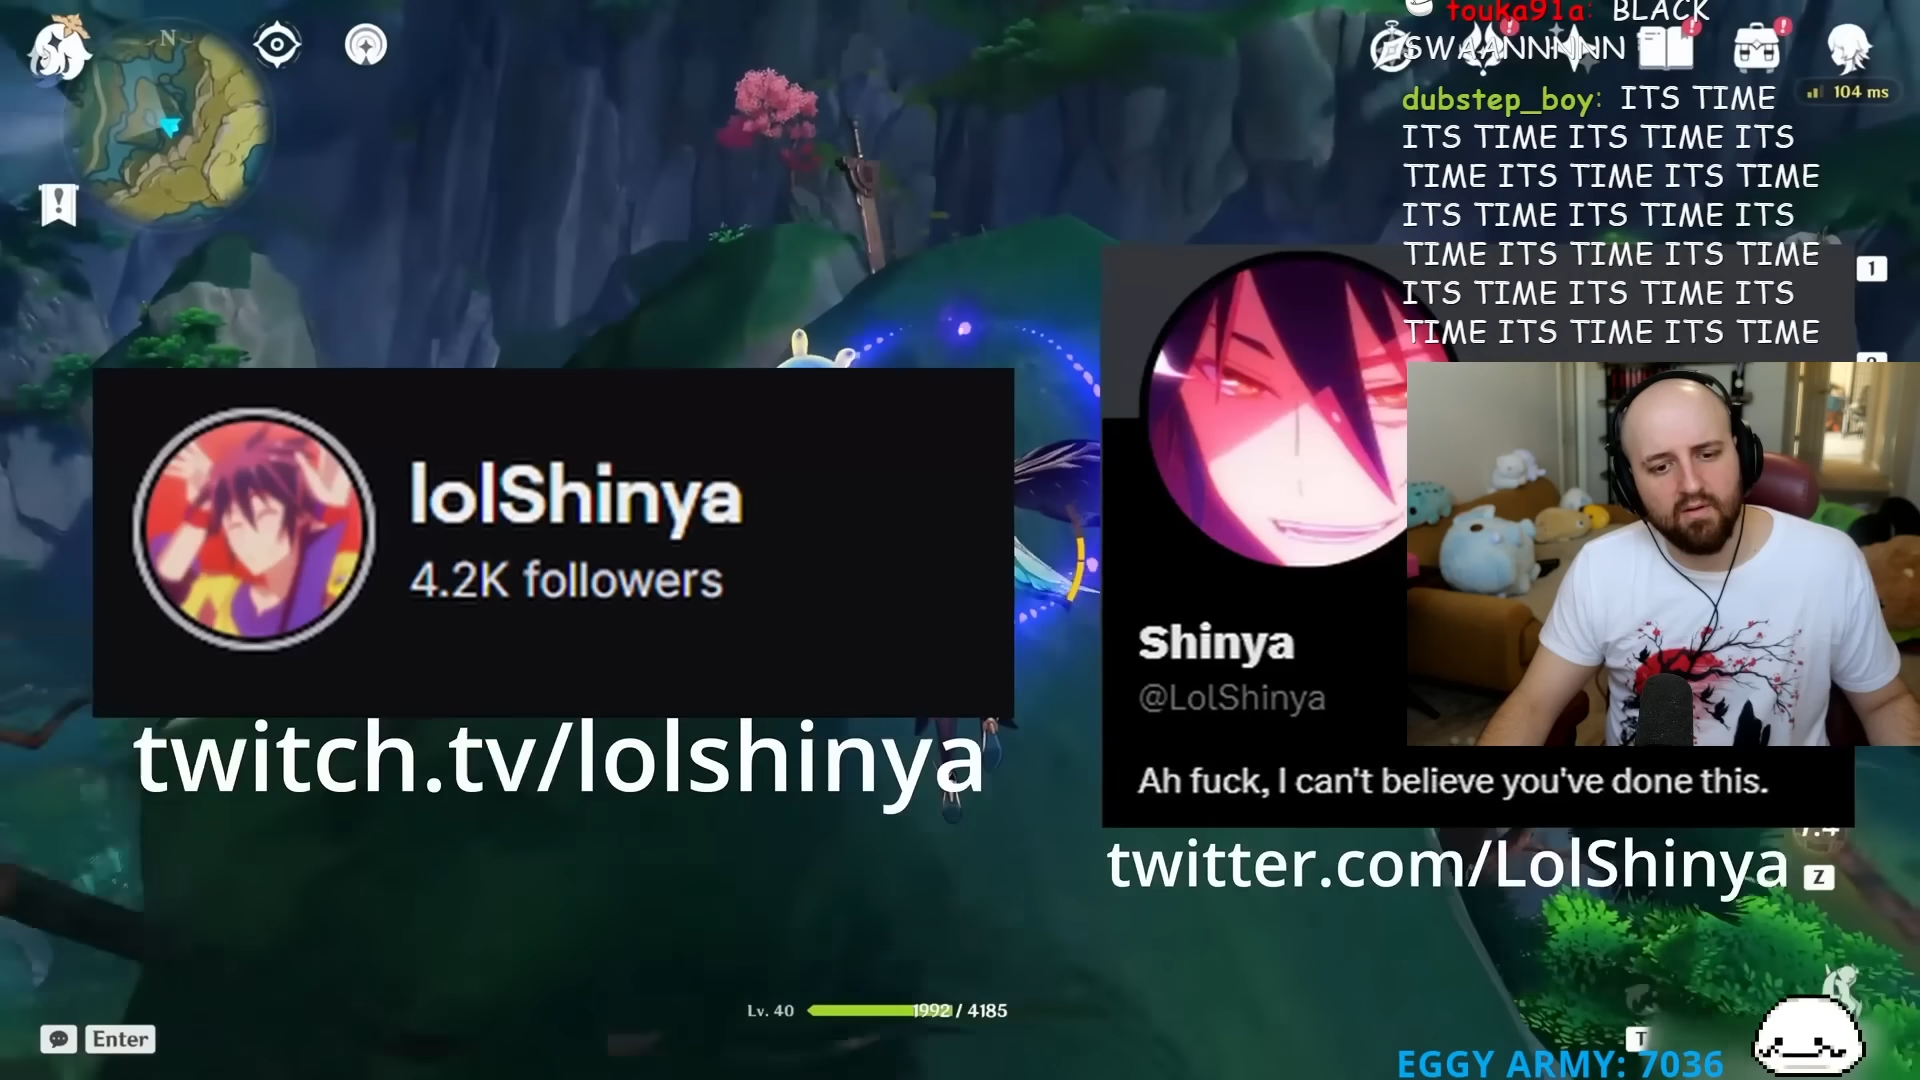 N
touka91a: BLACK
SWAANNNNN
104 ms
dubstep_boy: ITS TIME
ITS TIME ITS TIME ITS
TIME ITS TIME ITS TIME
ITS TIME ITS TIME ITS
TIME ITS TIME ITS TIME
ITS TIME ITS TIME ITS
TIME ITS TIME ITS TIME
1
lolShinya
4.2K followers
twitch.tv/lolshinya
Shinya
@LolShinya
Ah fuck, I can't believe you've done this.
twitter.com/LolShinya
Z
Lv. 40
1992 / 4185
Enter
T
EGGY ARMY: 7036